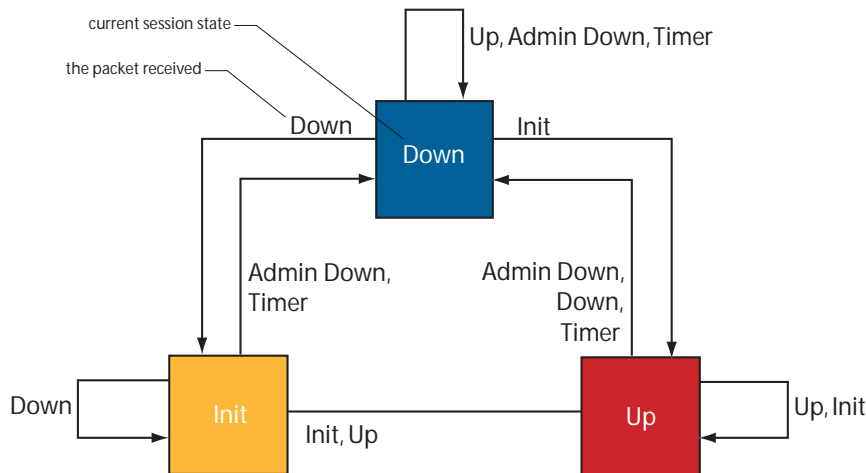 current session state
Up, Admin Down, Timer
the packet received
Down
Init
Down
Admin Down,
Timer
Admin Down,
Down,
Timer
Down
Init
Init, Up
Up
Up, Init